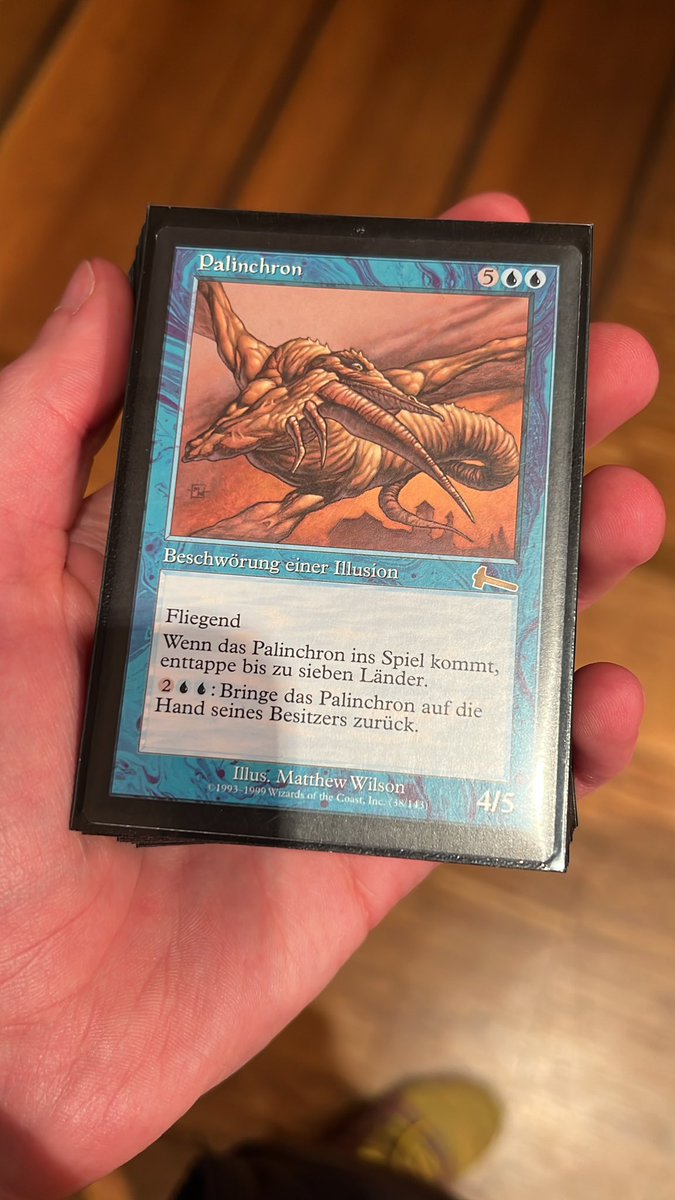 Palinchron 5
Beschwörung einer Illusion
Fliegend
Wenn das Palinchron ins Spiel kommt,
enttappe bis zu sieben Länder.
2 : Bringe das Palinchron auf die
Hand seines Besitzers zurück.
Illus. Matthew Wilson
©1993-1999 Wizards of the Coast, Inc. (38/143)
4/5